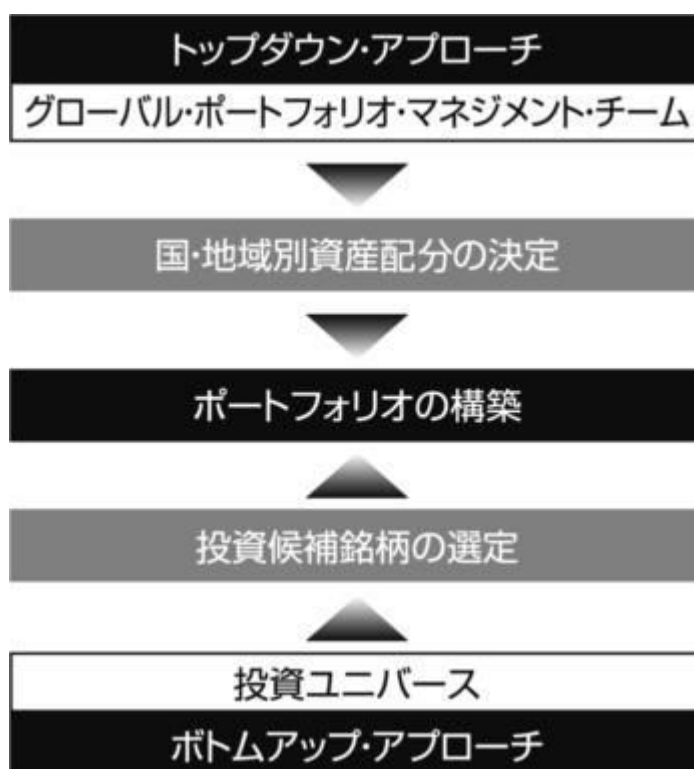 トップダウン・アプローチ
グローバル・ポートフォリオ・マネジメント・チーム
国・地域別資産配分の決定
ポートフォリオの構築
投資候補銘柄の選定
投資ユニバース
ボトムアップ・アプローチ